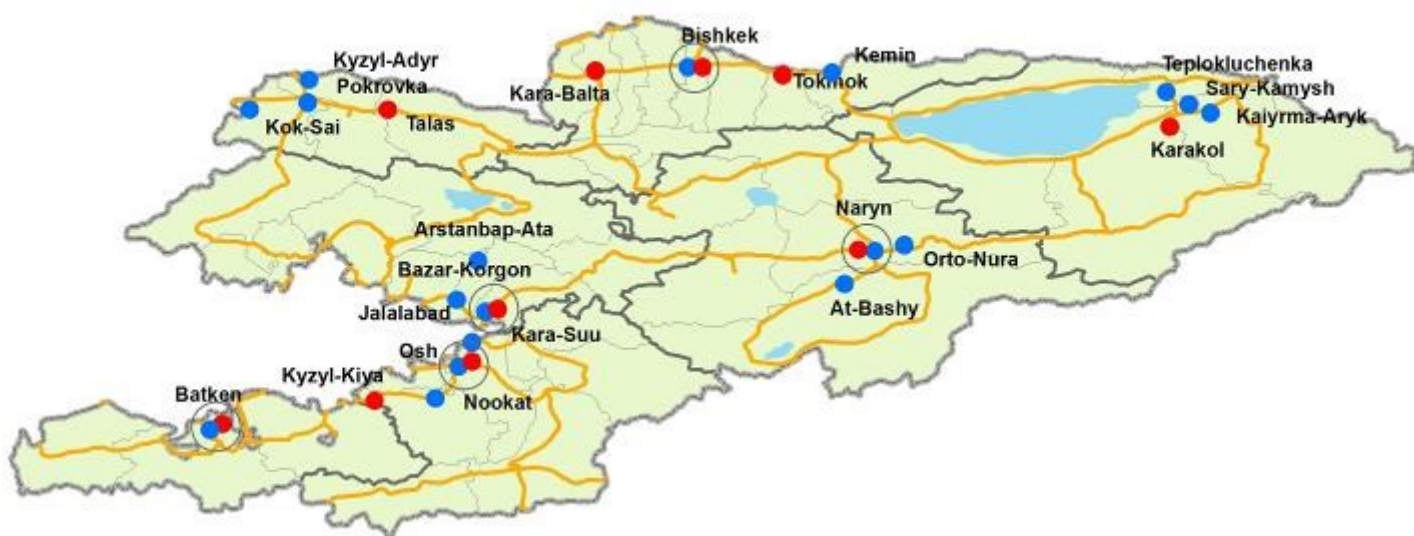 Bishkek
Kemin
Kyzyl-Adyr
Teplokluchenka
Pokrovka
Kara-Balta
Tokmok
Sary-Kamysh
Kok-Sai
Talas
Kaiyrma-Aryk
Karakol
Naryn
Arstanbap-Ata
Orto-Nura
Bazar-Korgon
At-Bashy
Jalalabad
Kara-Suu
Osh
Kyzyl-Kiya
Batken
Nookat